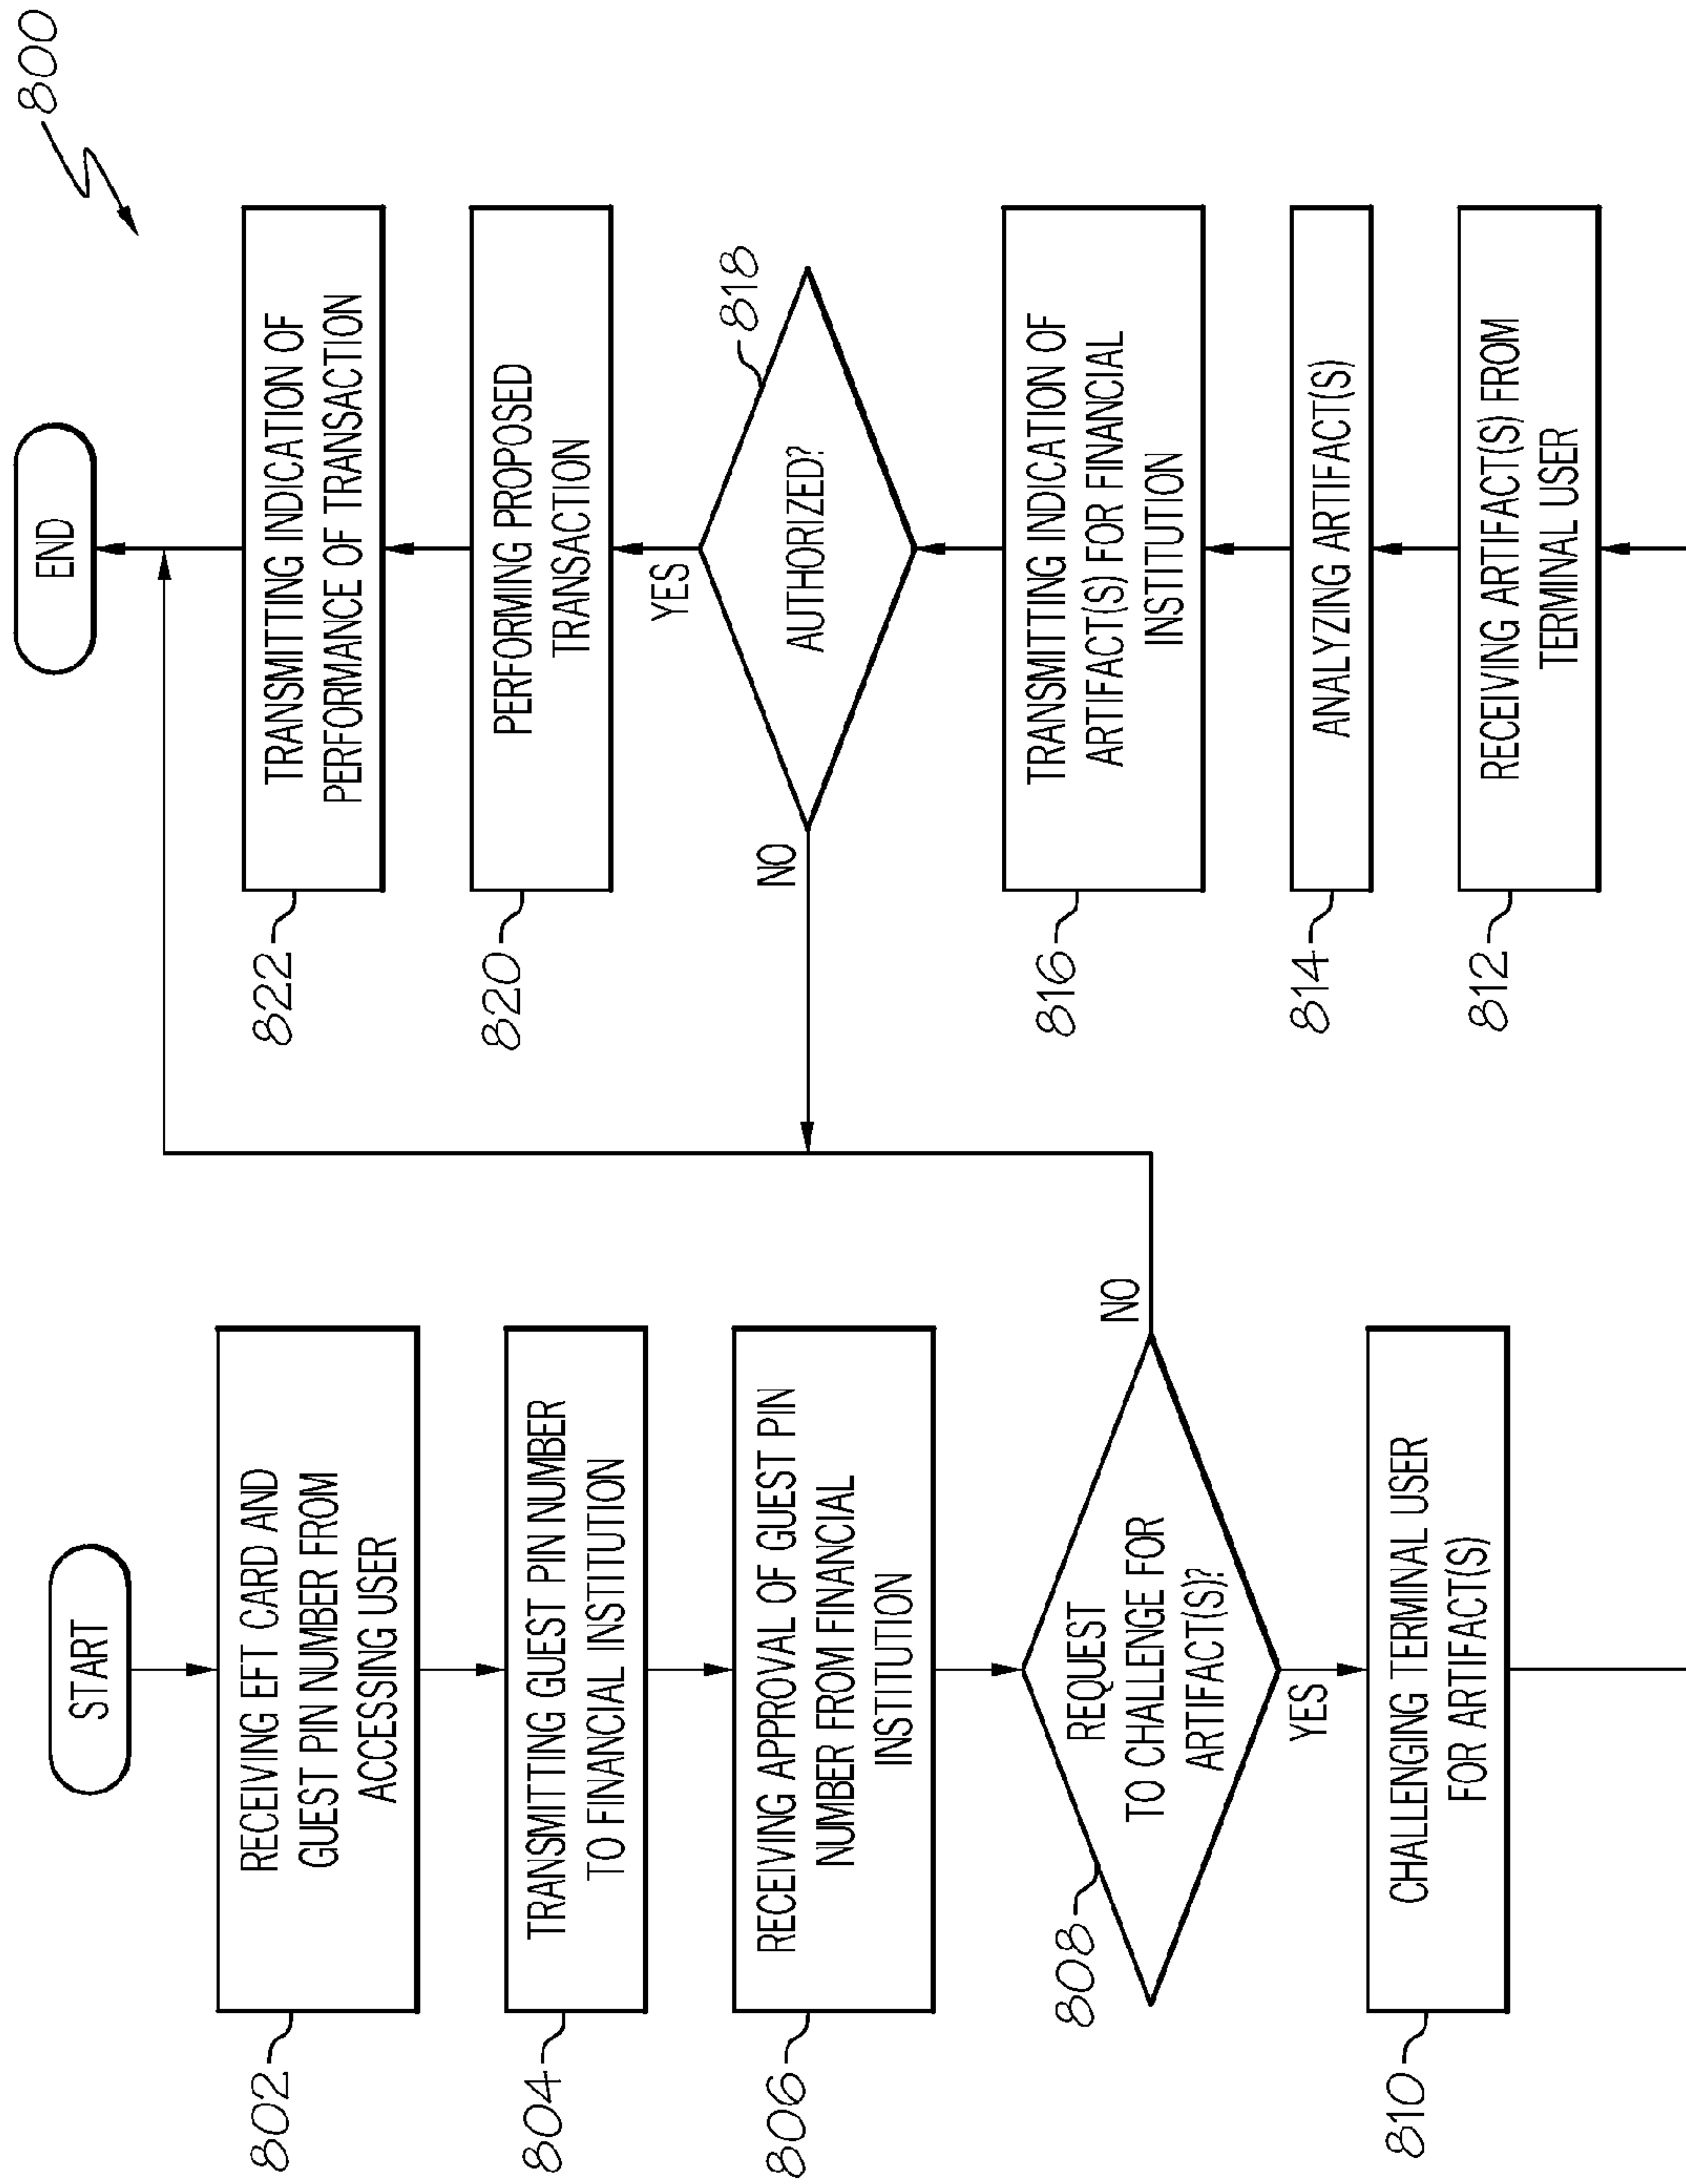 800
START
802
RECEIVING EFT CARD AND
GUEST PIN NUMBER FROM
ACCESSING USER
804
TRANSMITTING GUEST PIN NUMBER
TO FINANCIAL INSTITUTION
806
RECEIVING APPROVAL OF GUEST PIN
NUMBER FROM FINANCIAL
INSTITUTION
808
REQUEST
TO CHALLENGE FOR
ARTIFACT(S)?
NO
YES
810
CHALLENGING TERMINAL USER
FOR ARTIFACT(S)
812
RECEIVING ARTIFACT(S) FROM
TERMINAL USER
814
ANALYZING ARTIFACT(S)
816
TRANSMITTING INDICATION OF
ARTIFACT(S) FOR FINANCIAL
INSTITUTION
818
AUTHORIZED?
NO
YES
820
PERFORMING PROPOSED
TRANSACTION
822
TRANSMITTING INDICATION OF
PERFORMANCE OF TRANSACTION
END